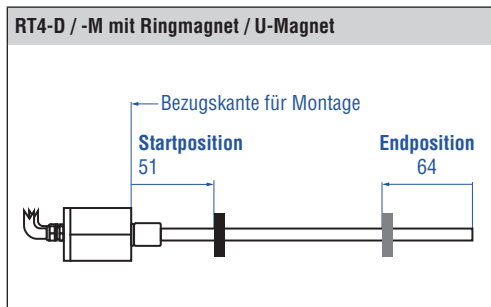 RT4-D / -M mit Ringmagnet / U-Magnet
Bezugskante für Montage
Startposition
51
Endposition
64